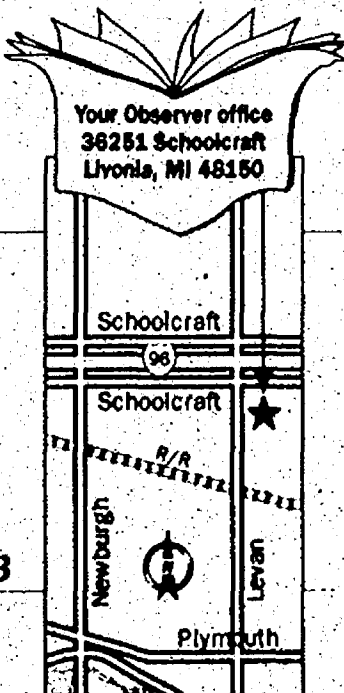 Your Observer office
36251 Schoolcraft
Livonia, MI 48150
Schoolcraft
96
Schoolcraft
R/R
Newburgh
Levan
Plymouth